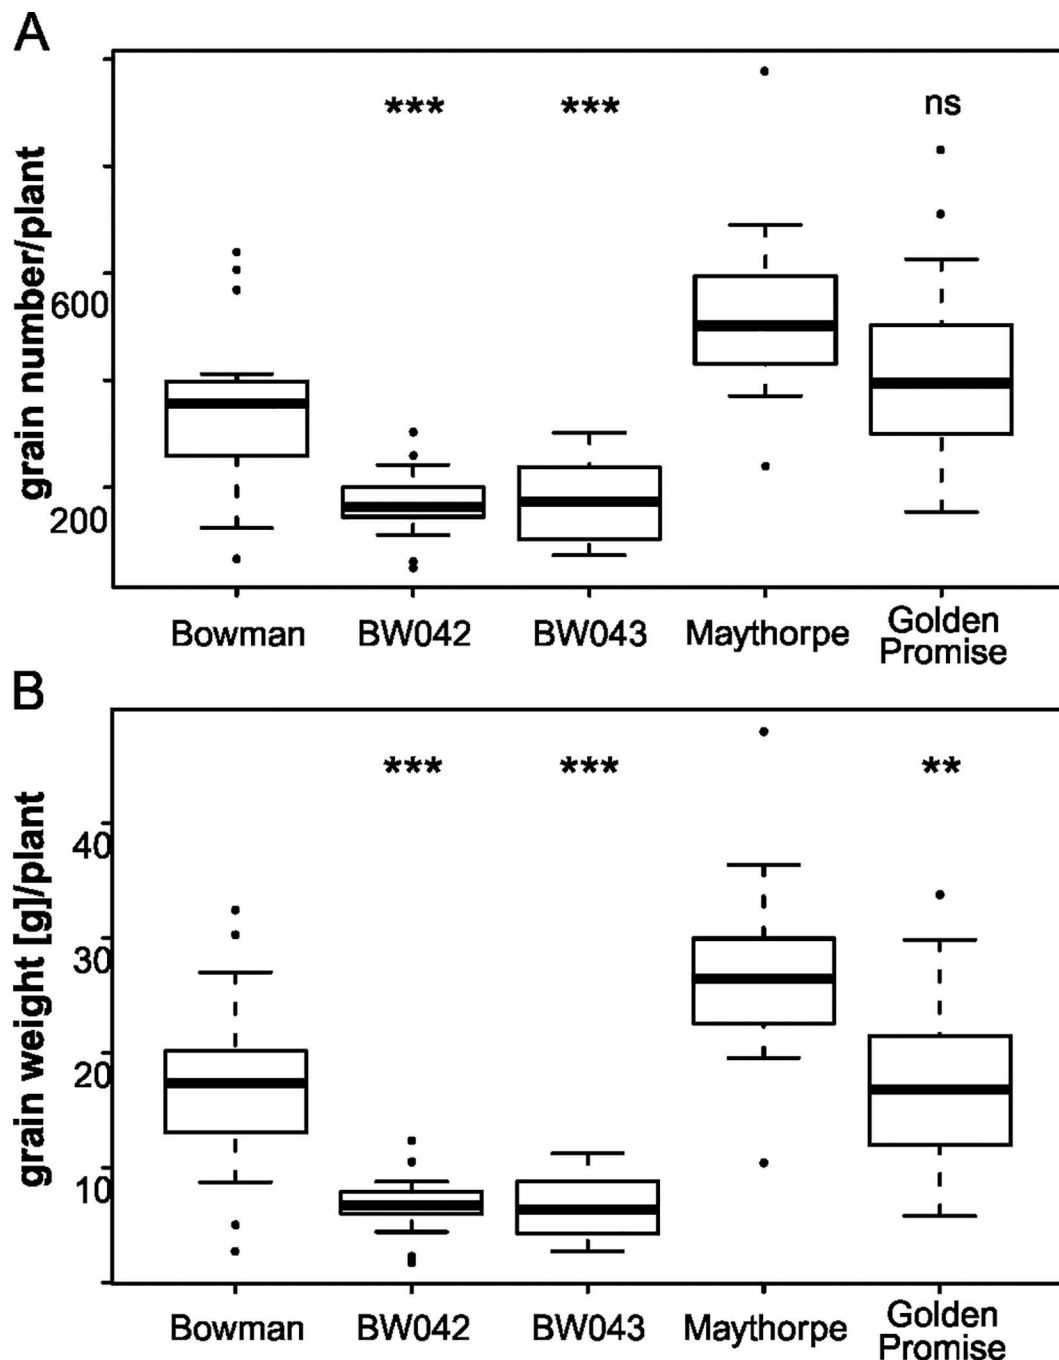 A
*** *** ns
grain number/plant
600
200
Bowman BW042 BW043 Maythorpe Golden
Promise
B
*** *** **
grain weight [g]/plant
40
30
20
10
Bowman BW042 BW043 Maythorpe Golden
Promise